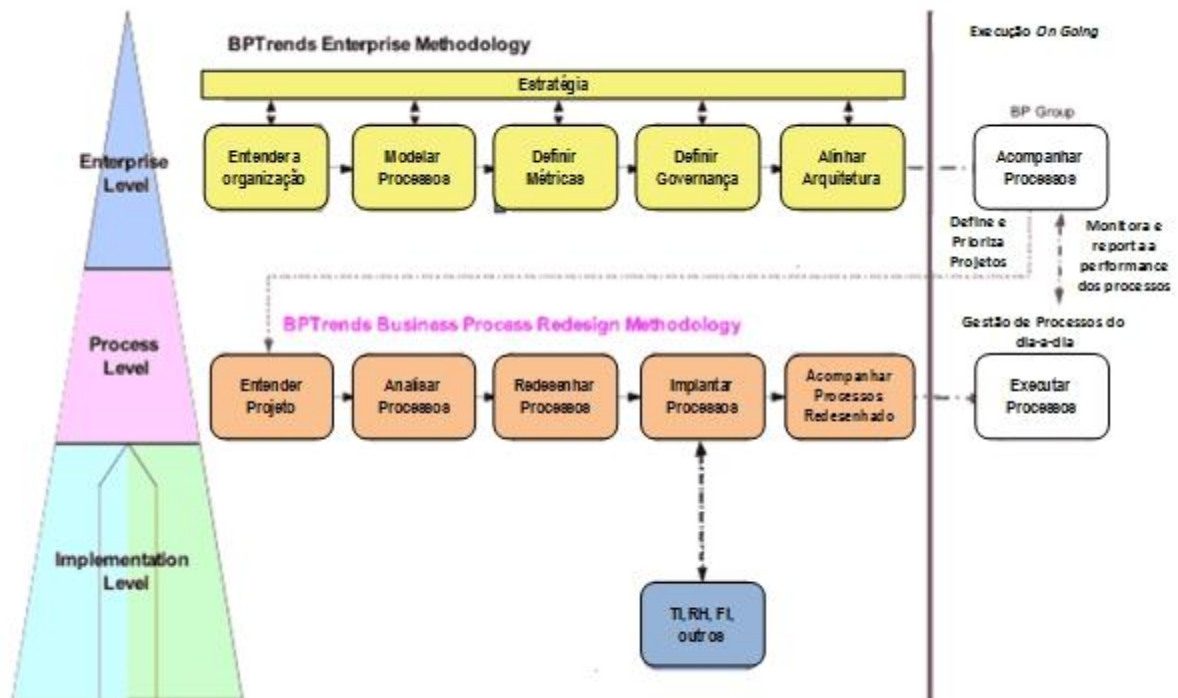 BPTrends Enterprise Methodology
Execução On Going
Estratégia
BP Group
Enterprise
Level
Entender a
organização
Modelar
Processos
Definir
Métricas
Definir
Governança
Alinhar
Arquitetura
Acompanhar
Processos
Define e
Prioriza
Projetos
Monitora e
reporta a
performance
dos processos
BPTrends Business Process Redesign Methodology
Gestão de Processos do
dia-a-dia
Process
Level
Entender
Projeto
Analisar
Processos
Redesenhar
Processos
Implantar
Processos
Acompanhar
Processos
Redesenhado
Executar
Processos
Implementation
Level
TI, RH, FI,
outros